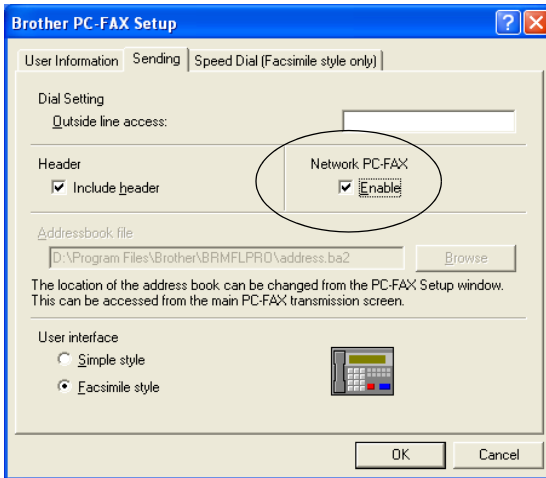 Brother PC-FAX Setup
User Information Sending Speed Dial (Facsimile style only)
Dial Setting
Outside line access:
Header Network PC-FAX
Include header Enable
Addressbook file
D:\Program Files\Brother\BRMFLPRO\address.ba2 Browse
The location of the address book can be changed from the PC-FAX Setup window.
This can be accessed from the main PC-FAX transmission screen.
User interface
Simple style
Facsimile style
OK Cancel